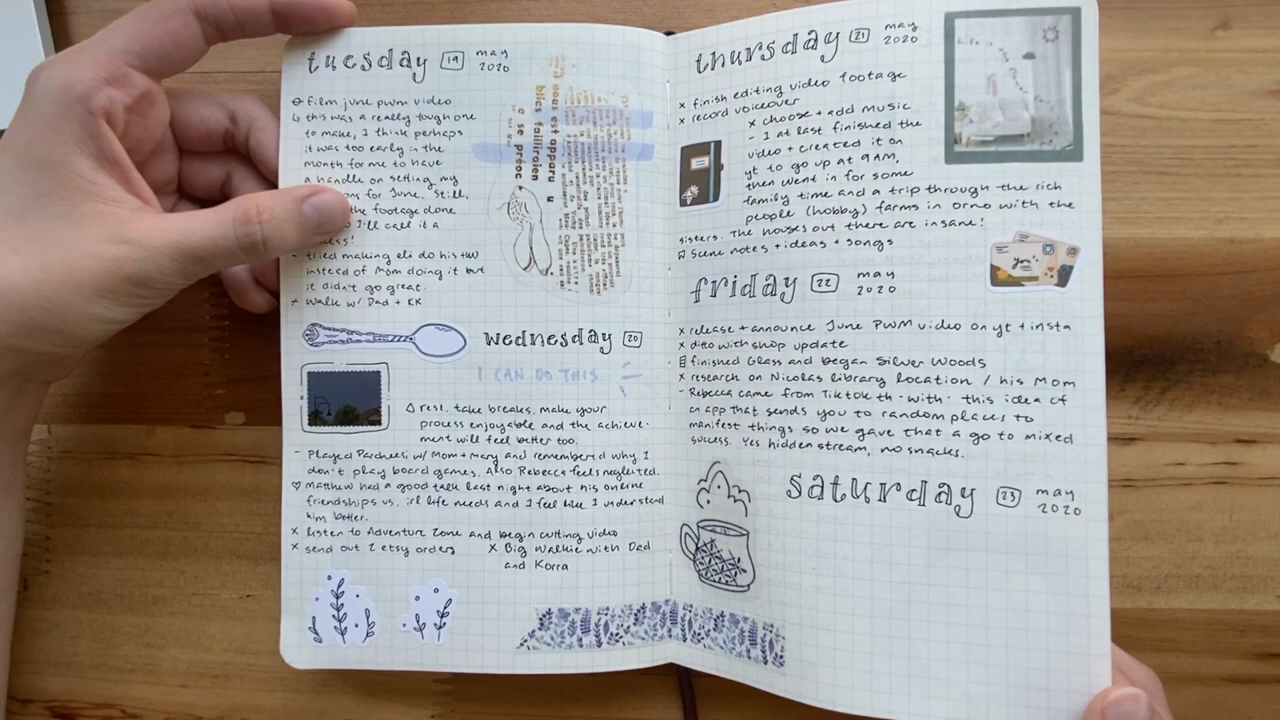 tuesday 19 may 2020
film june pwm video
this was a really tough one
to make, I think perhaps
it was too early in the
month for me to have
a handle on setting my
for June. Still,
the footage done
I'll call it a
- tried making eli do his HW
instead of Mom doing it but
it didn't go great.
x Walk w/ Dad + KK
nous est apparu
bles failliraien
e se préoc
wednesday 20
I CAN DO THIS
rest. take breaks. make your
process enjoyable and the achieve-
ment will feel better too.
- Played Parcheesi w/ Mom + Mary and remembered why I
don't play board games. Also Rebecca feels neglected.
♡ Matthew had a good talk last night about his online
friendships vs. irl life needs and I feel like I understand
him better.
x listen to Adventure Zone and begin cutting video
x send out 2 etsy orders
x Big Walkie with Dad
and Korra
thursday 21 may 2020
x finish editing video footage
x record voiceover
x choose + add music
- I at last finished the
video + created it on
yt to go up at 9AM,
then went in for some
family time and a trip through the rich
people (hobby) farms in orno with the
sisters. The houses out there are insane!
Scene notes + ideas + songs
you're
friday 22 may 2020
x release + announce June PWM video on yt + insta
x ditto with shop update
finished Glass and began Silver Woods
x research on Nicolas library location / his Mom
- Rebecca came from TikTok th - with - this idea of
an app that sends you to random places to
manifest things so we gave that a go to mixed
success. Yes hidden stream, no snacks.
saturday 23 may 2020